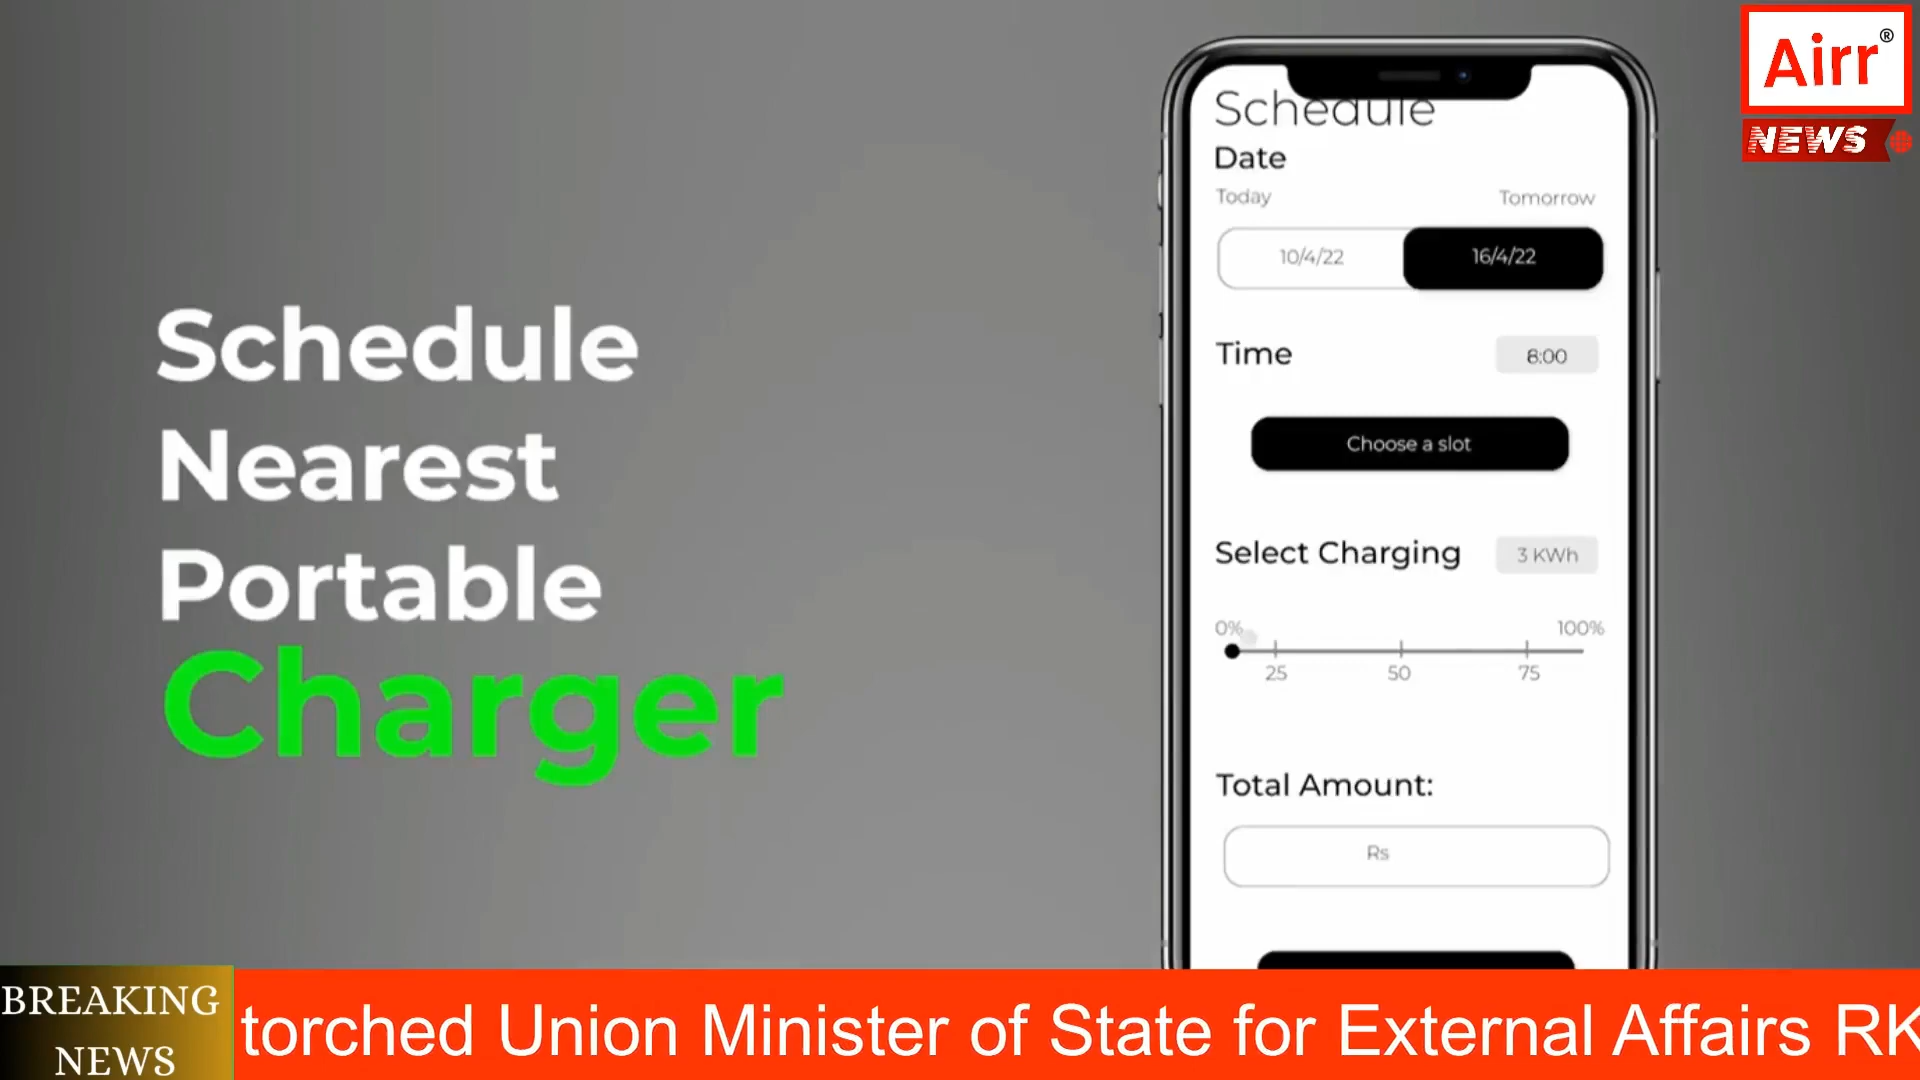 Schedule
Nearest
Portable
Charger
Schedule
Date
Today Tomorrow
10/4/22 16/4/22
Time 8:00
Choose a slot
Select Charging 3 KWh
0% 100%
25 50 75
Total Amount:
Rs
Airr®
NEWS
BREAKING
NEWS
torched Union Minister of State for External Affairs RK